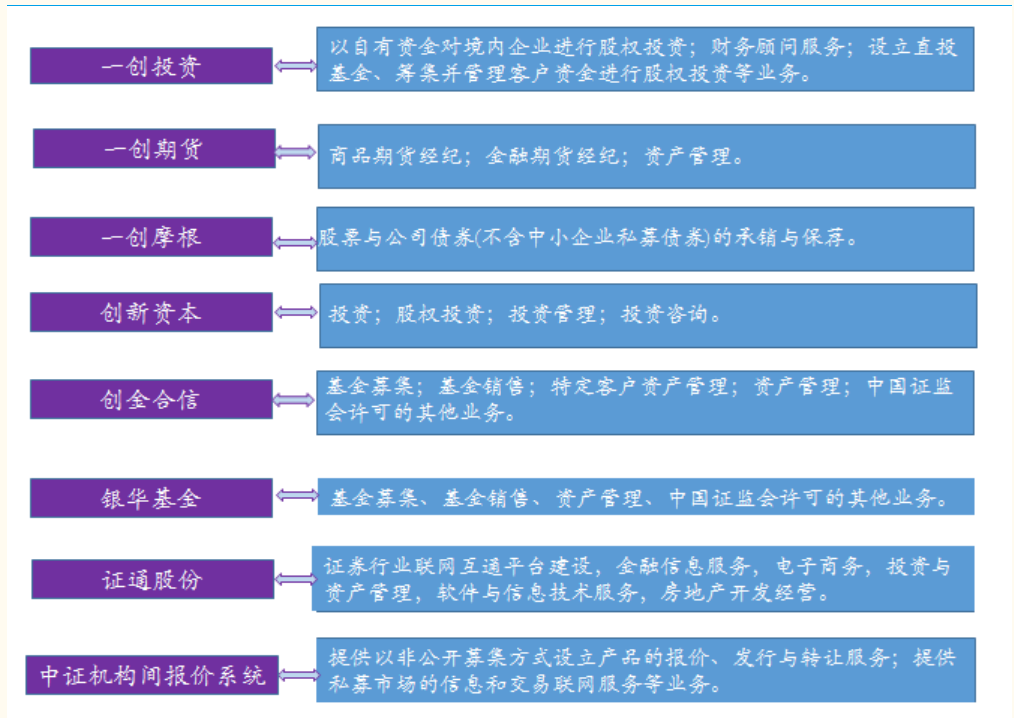 一创投资
以自有资金对境内企业进行股权投资；财务顾问服务；设立直投
基金、筹集并管理客户资金进行股权投资等业务。
一创期货
商品期货经纪；金融期货经纪；资产管理。
一创摩根
股票与公司债券(不含中小企业私募债券)的承销与保荐。
创新资本
投资；股权投资；投资管理；投资咨询。
创金合信
基金募集；基金销售；特定客户资产管理；资产管理；中国证监
会许可的其他业务。
银华基金
基金募集、基金销售、资产管理、中国证监会许可的其他业务。
证通股份
证券行业联网互通平台建设，金融信息服务，电子商务，投资与
资产管理，软件与信息技术服务，房地产开发经营。
中证机构间报价系统
提供以非公开募集方式设立产品的报价、发行与转让服务；提供
私募市场的信息和交易联网服务等业务。